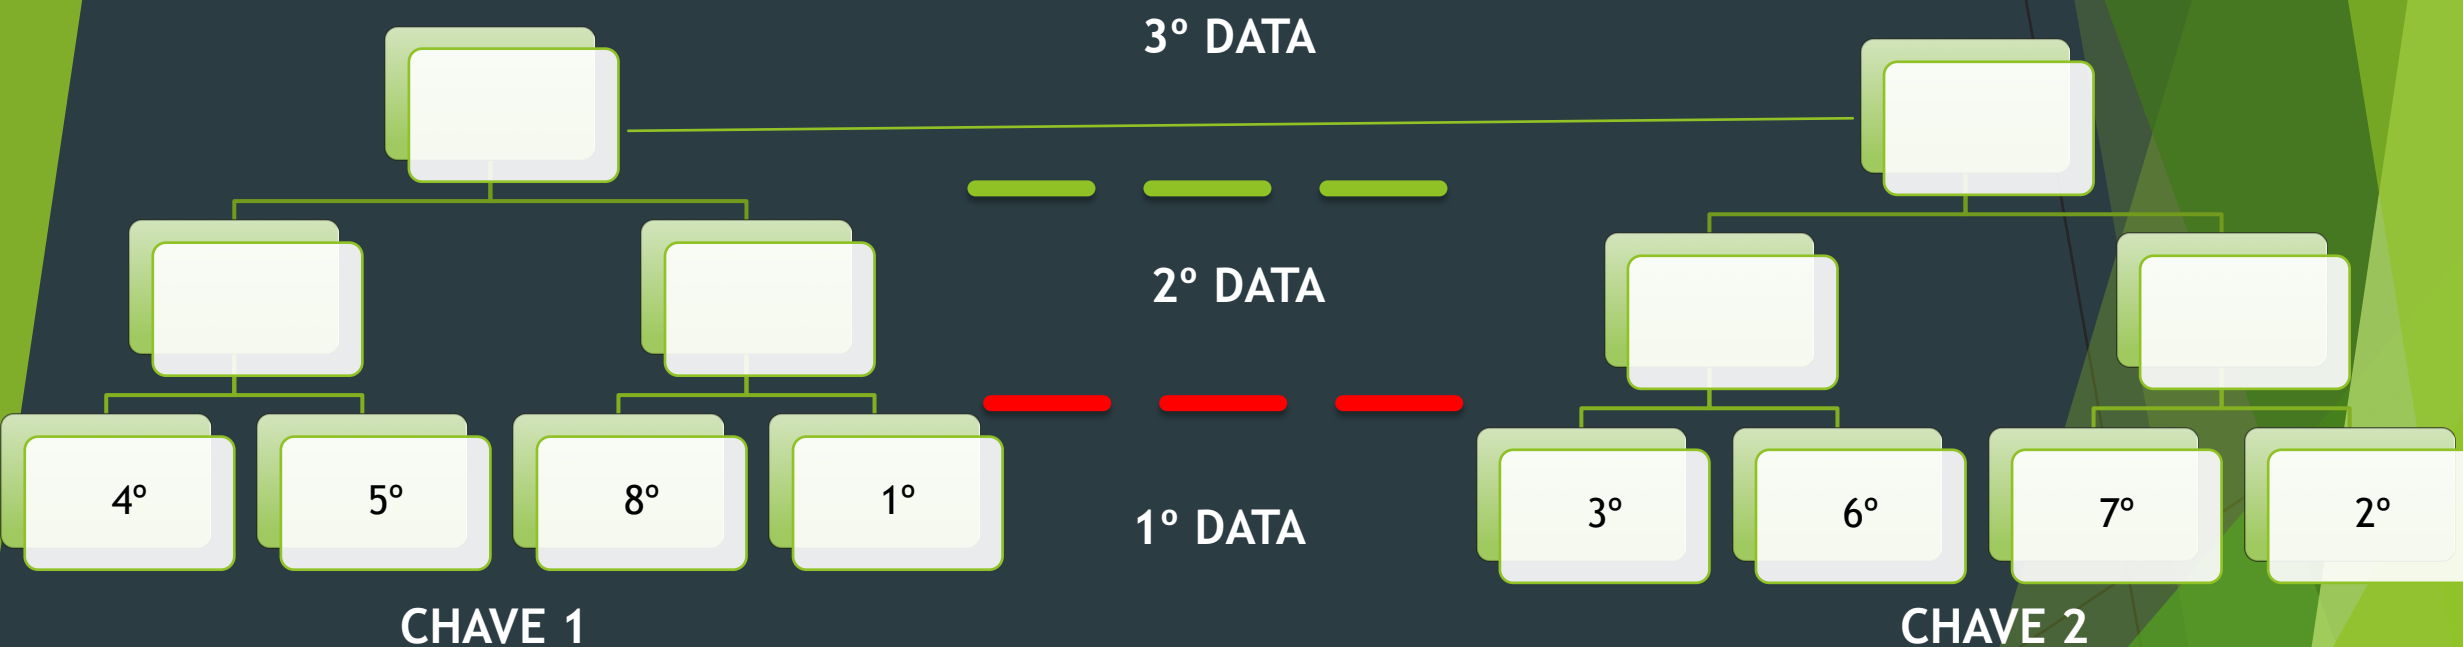 3º DATA
2º DATA
4º
5º
8º
1º
3º
6º
7º
2º
1º DATA
CHAVE 1
CHAVE 2